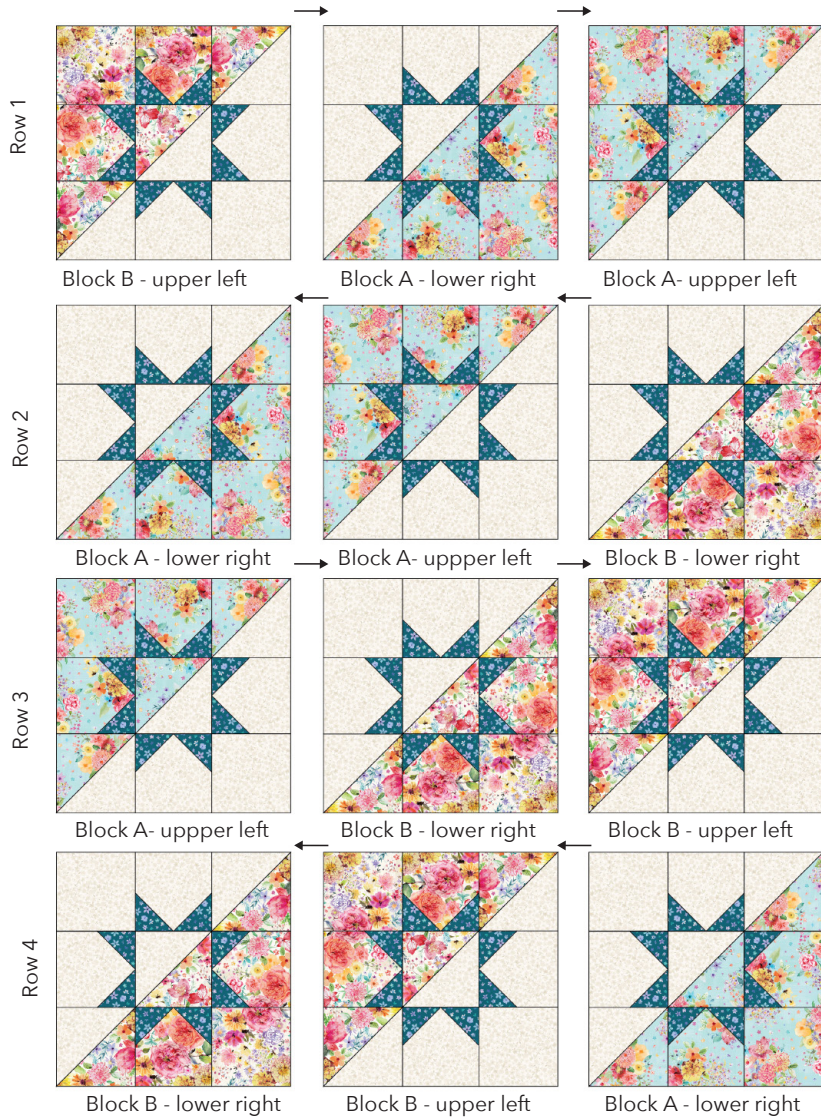 Row 1
Block B - upper left
Block A - lower right
Block A- uppper left
Row 2
Block A - lower right
Block A- uppper left
Block B - lower right
Row 3
Block A- uppper left
Block B - lower right
Block B - upper left
Row 4
Block B - lower right
Block B - upper left
Block A - lower right